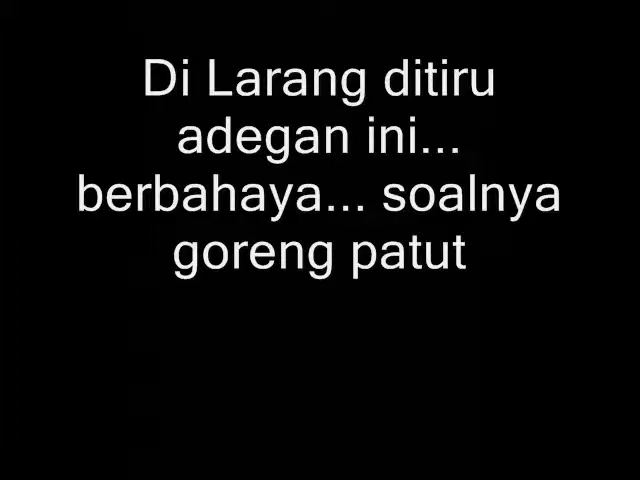 Di Larang ditiru
adegan ini...
berbahaya... soalnya
goreng patut